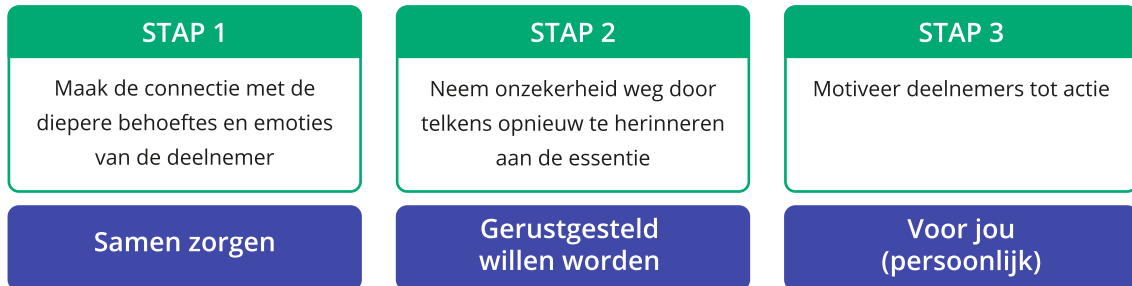 STAP 1
Maak de connectie met de
diepere behoeftes en emoties
van de deelnemer
Samen zorgen
STAP 2
Neem onzekerheid weg door
telkens opnieuw te herinneren
aan de essentie
Gerustgesteld
willen worden
STAP 3
Motiveer deelnemers tot actie
Voor jou
(persoonlijk)